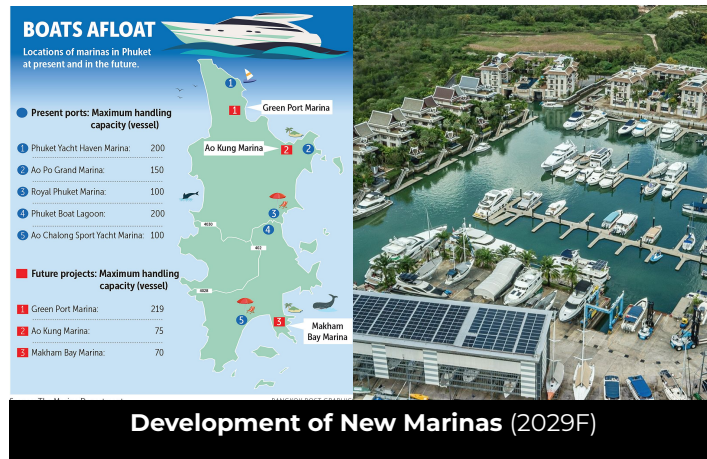 BOATS AFLOAT
Locations of marinas in Phuket
at present and in the future.
Present ports: Maximum handling
capacity (vessel)
1 Phuket Yacht Haven Marina: 200
2 Ao Po Grand Marina: 150
3 Royal Phuket Marina: 100
4 Phuket Boat Lagoon: 200
5 Ao Chalong Sport Yacht Marina: 100
Future projects: Maximum handling
capacity (vessel)
1 Green Port Marina: 219
2 Ao Kung Marina: 75
3 Makham Bay Marina: 70
1
1
Green Port Marina
Ao Kung Marina
2
2
3
4
4030
402
4028
5
3
Makham
Bay Marina
Development of New Marinas (2029F)